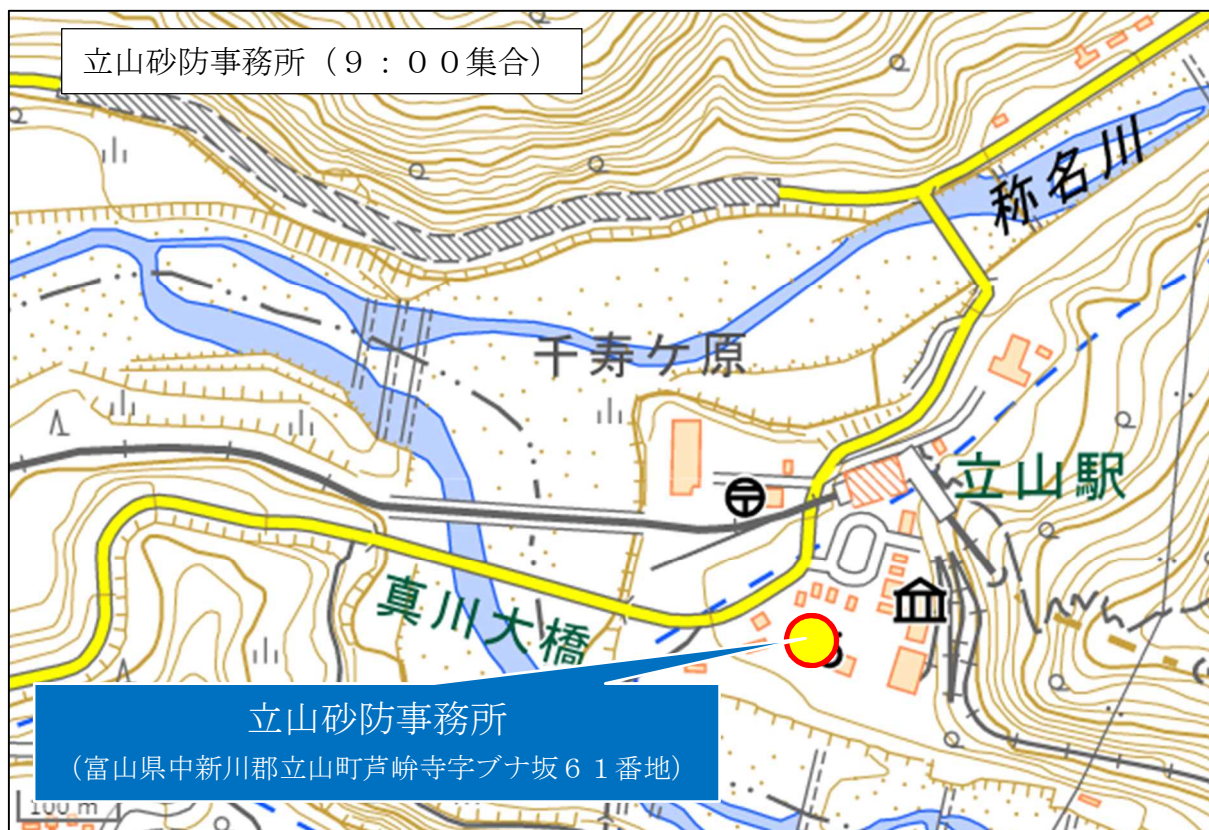 立山砂防事務所(9:00集合)
称名川
千寿ケ原
立山駅
真川大橋
立山砂防事務所
(富山県中新川郡立山町芦峅寺字ブナ坂61番地)
100 m